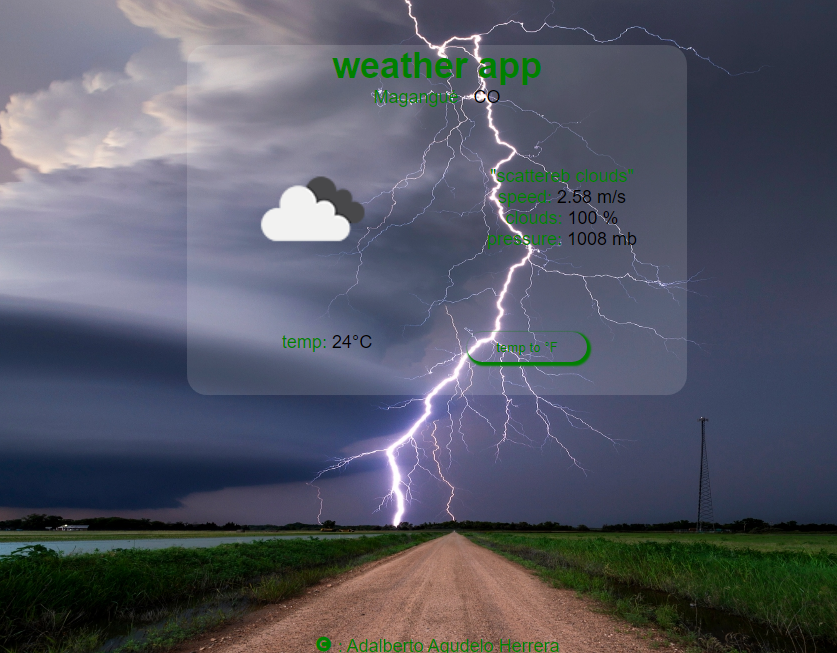 weather app
Magangué- CO
"scattered clouds"
speed: 2.58 m/s
clouds: 100 %
pressure: 1008 mb
temp: 24°C
temp to °F
: Adalberto Agudelo Herrera